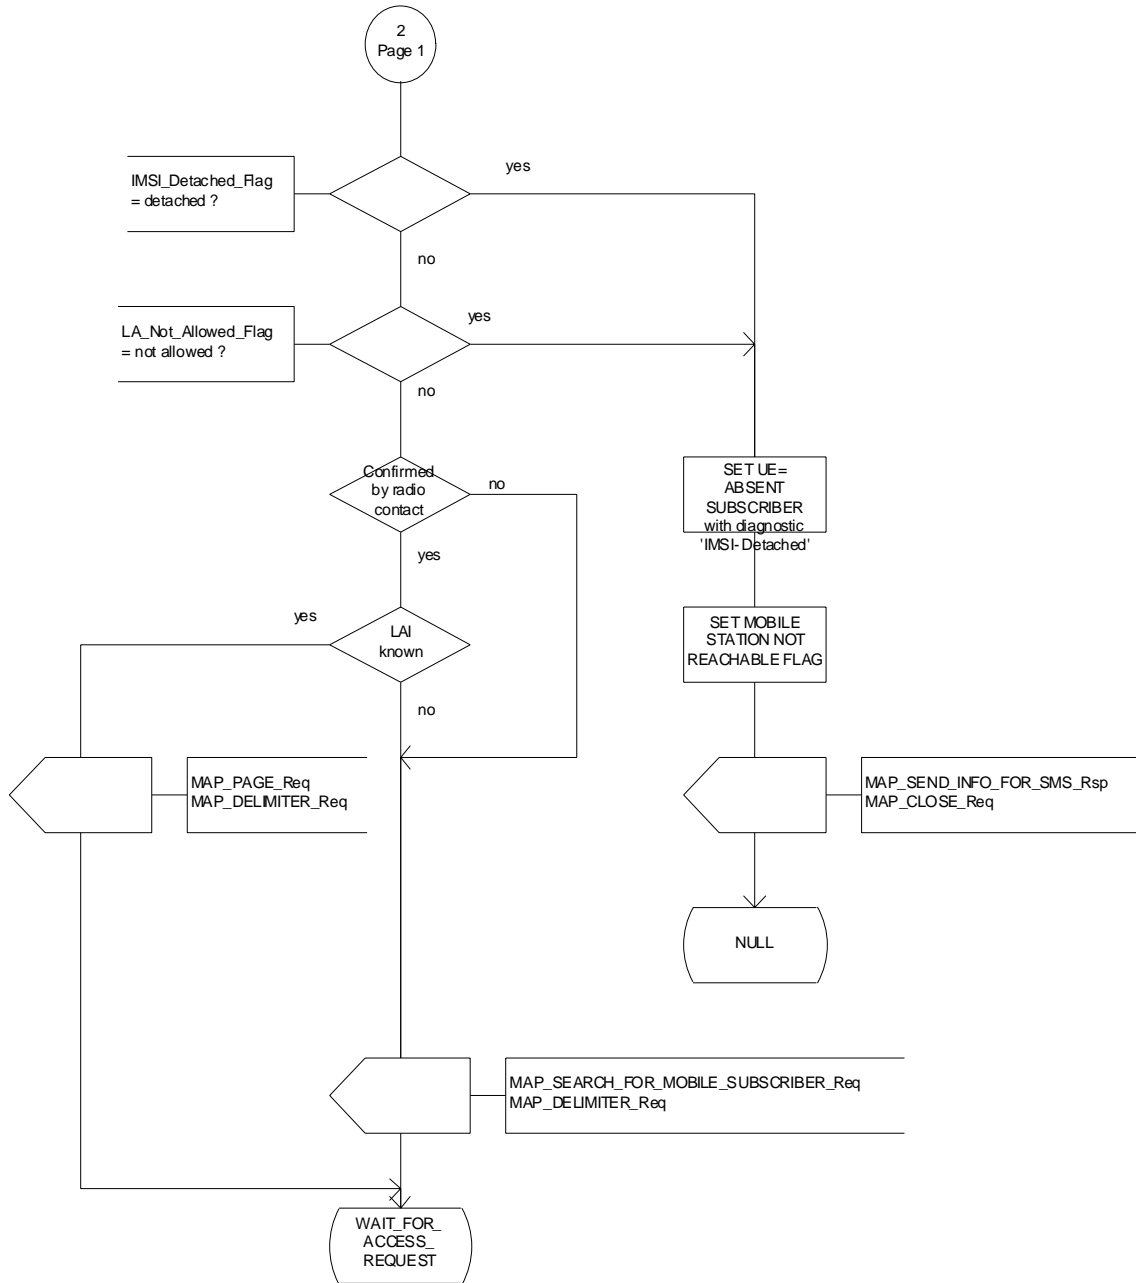 2
Page 1
yes
IMSI_Detached_Flag
= detached ?
no
yes
LA_Not_Allowed_Flag
= not allowed ?
no
Confirmed
by radio
contact
no
SET UE=
ABSENT
SUBSCRIBER
with diagnostic
'IMSI-Detached'
yes
yes
LAI
known
SET MOBILE
STATION NOT
REACHABLE FLAG
no
MAP_PAGE_Req
MAP_DELIMITER_Req
MAP_SEND_INFO_FOR_SMS_Rsp
MAP_CLOSE_Req
NULL
MAP_SEARCH_FOR_MOBILE_SUBSCRIBER_Req
MAP_DELIMITER_Req
WAIT_FOR_
ACCESS_
REQUEST